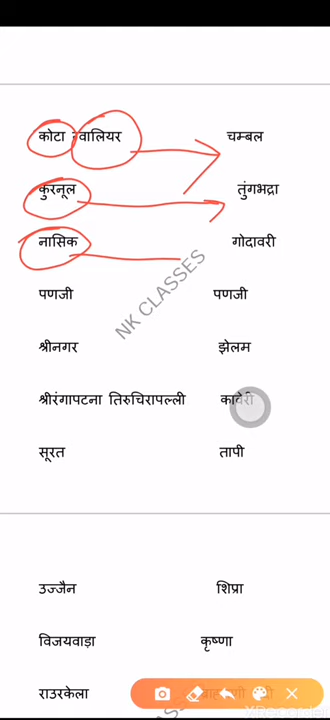 कोटा ग्वालियर चम्बल
कुरनूल तुंगभद्रा
नासिक गोदावरी
पणजी पणजी
श्रीनगर झेलम
श्रीरंगापटना तिरुचिरापल्ली कावेरी
सूरत तापी
NK CLASSES
उज्जैन शिप्रा
विजयवाड़ा कृष्णा
राउरकेला